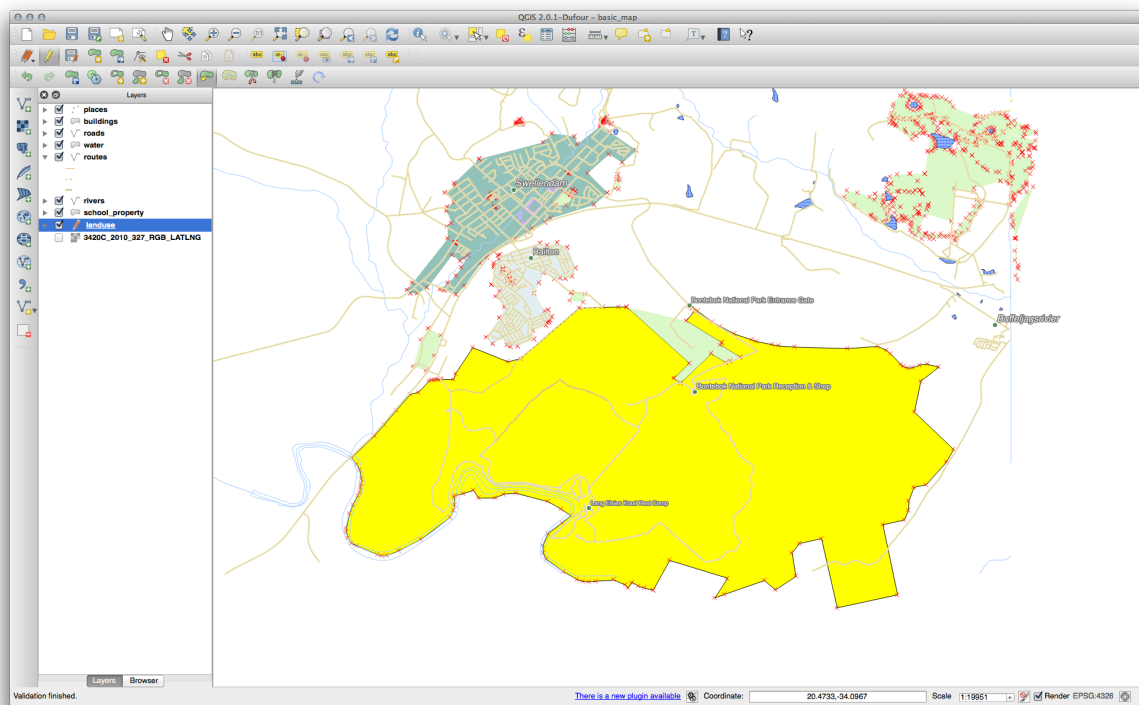 QGIS 2.0.1-Dufour - basic_map
Layers
places
buildings
roads
water
routes
rivers
school_property
landuse
3420C_2010_327_RGB_LATLNG
Swellendam
Railton
Bontebok National Park Entrance Gate
Buffeljagsrivier
Bontebok National Park Reception & Shop
Lang Elsies Kraal Rest Camp
Layers
Browser
Validation finished.
There is a new plugin available
Coordinate:
20.4733,-34.0967
Scale
1:19951
Render
EPSG:4326